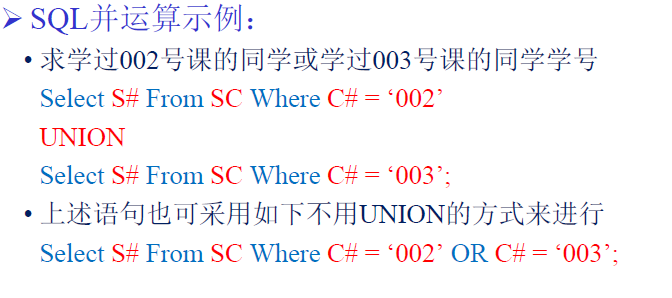 ➢ SQL并运算示例：
• 求学过002号课的同学或学过003号课的同学学号
Select S# From SC Where C# = ‘002’
UNION
Select S# From SC Where C# = ‘003’;
• 上述语句也可采用如下不用UNION的方式来进行
Select S# From SC Where C# = ‘002’ OR C# = ‘003’;